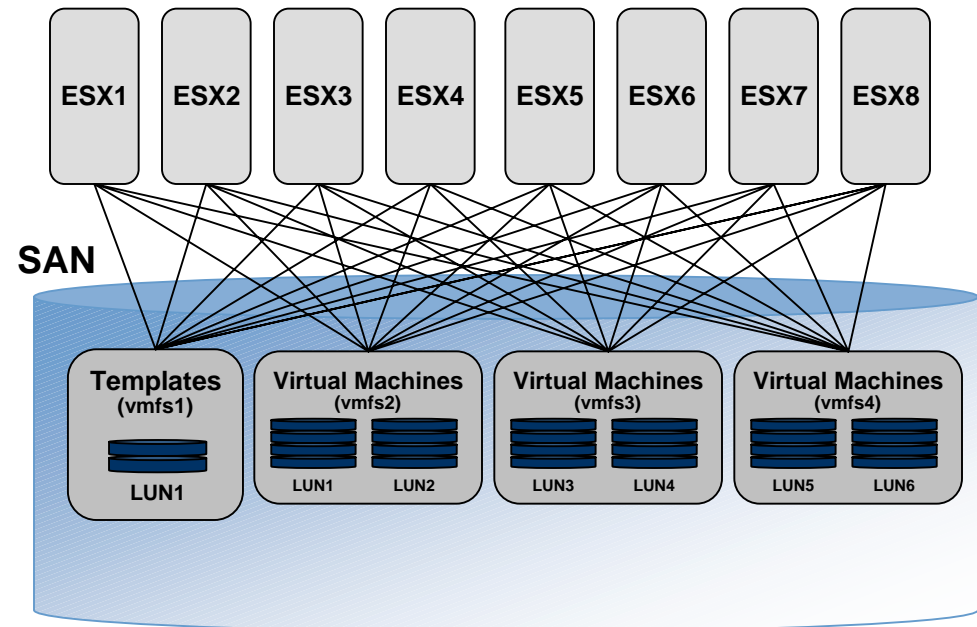 ESX1
ESX2
ESX3
ESX4
ESX5
ESX6
ESX7
ESX8
SAN
Templates
(vmfs1)
LUN1
Virtual Machines
(vmfs2)
LUN1
LUN2
Virtual Machines
(vmfs3)
LUN3
LUN4
Virtual Machines
(vmfs4)
LUN5
LUN6